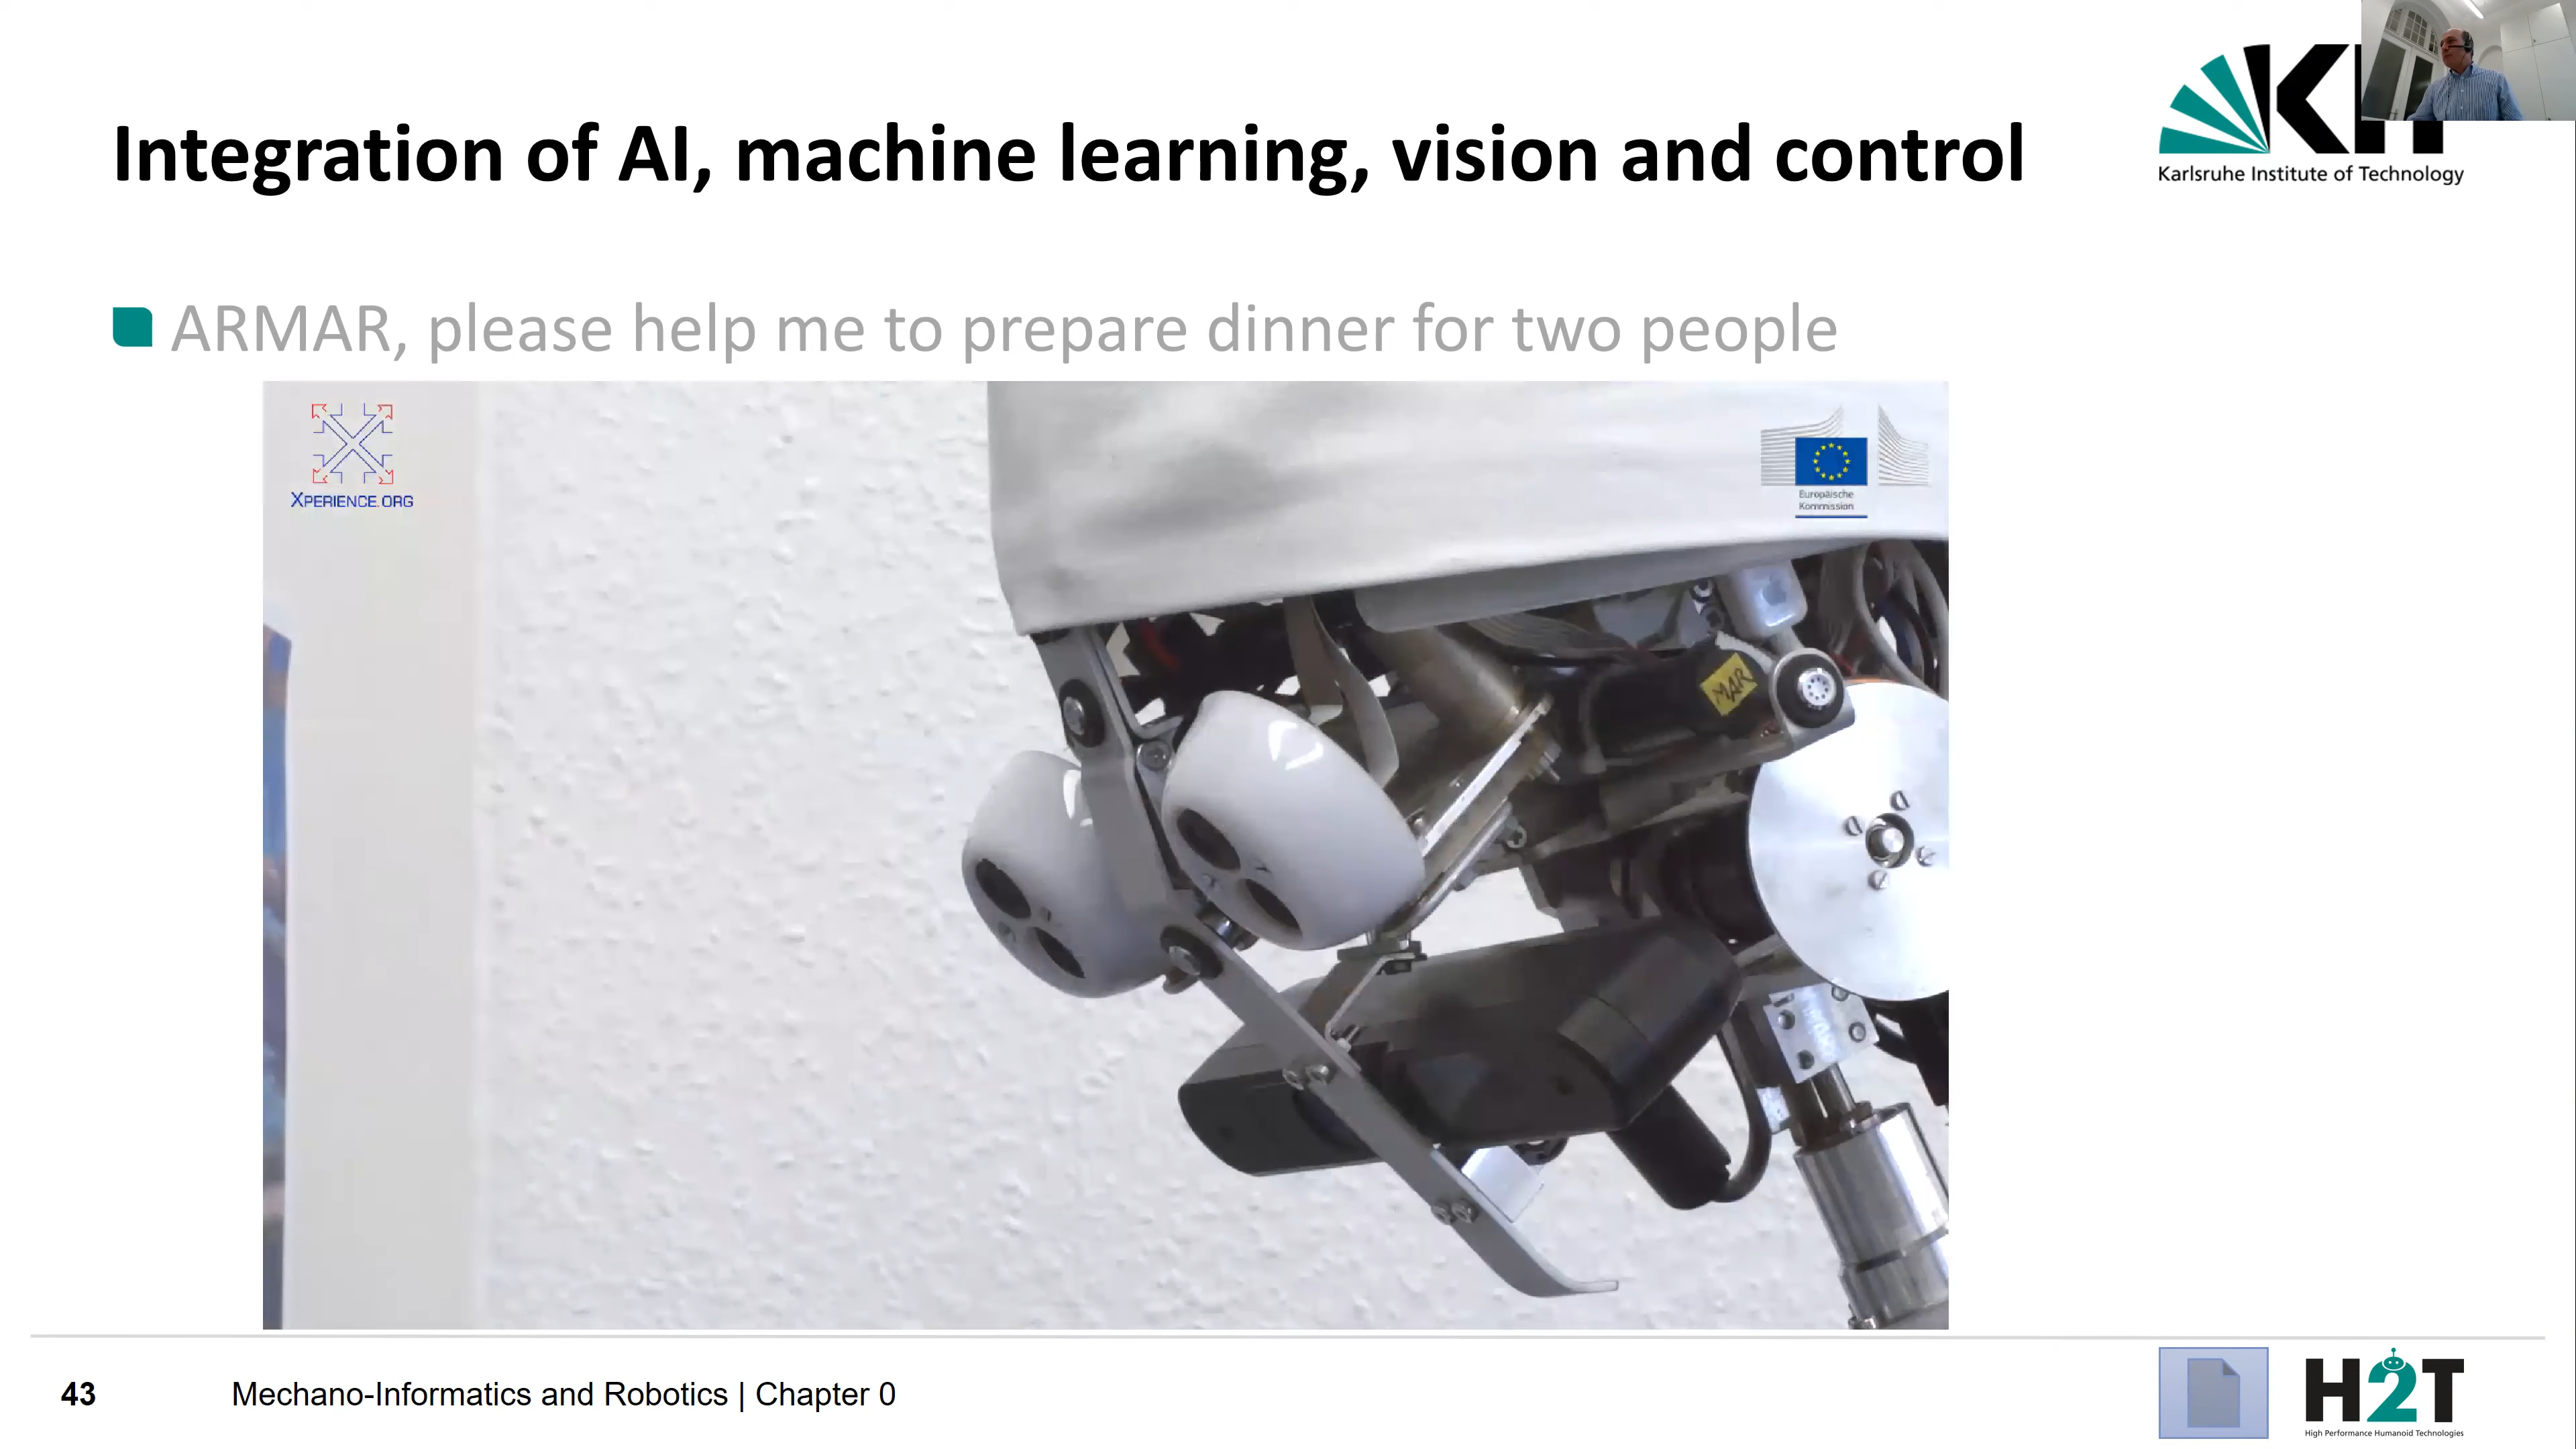 Integration of AI, machine learning, vision and control
Karlsruhe Institute of Technology
ARMAR, please help me to prepare dinner for two people
XPERIENCE.ORG
Europäische
Kommission
MAR
43
Mechano-Informatics and Robotics | Chapter 0
H2T
High Performance Humanoid Technologies